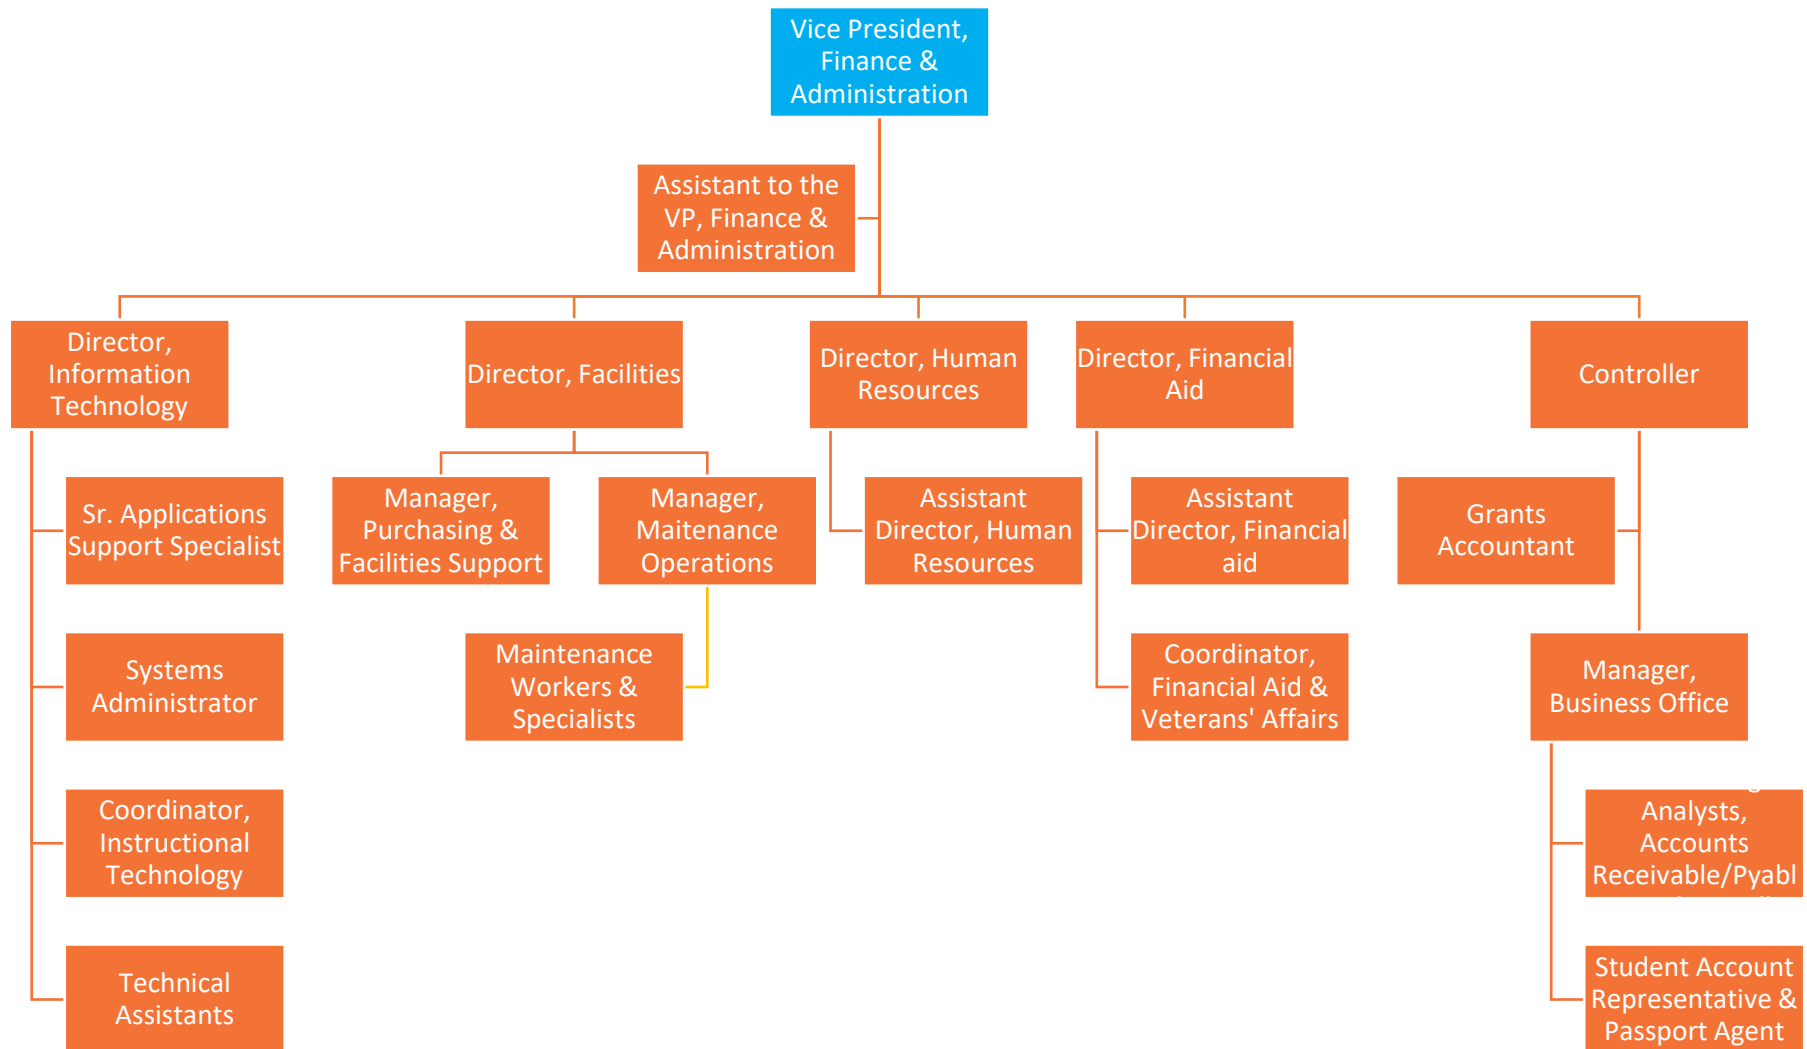 Vice President,
Finance &
Administration
Assistant to the
VP, Finance &
Administration
Director,
Information
Technology
Director, Facilities
Director, Human
Resources
Director, Financial
Aid
Controller
Sr. Applications
Support Specialist
Manager,
Purchasing &
Facilities Support
Manager,
Maitenance
Operations
Assistant
Director, Human
Resources
Assistant
Director, Financial
aid
Grants
Accountant
Systems
Administrator
Maintenance
Workers &
Specialists
Coordinator,
Financial Aid &
Veterans' Affairs
Manager,
Business Office
Coordinator,
Instructional
Technology
Analysts,
Accounts
Receivable/Pyabl
Technical
Assistants
Student Account
Representative &
Passport Agent